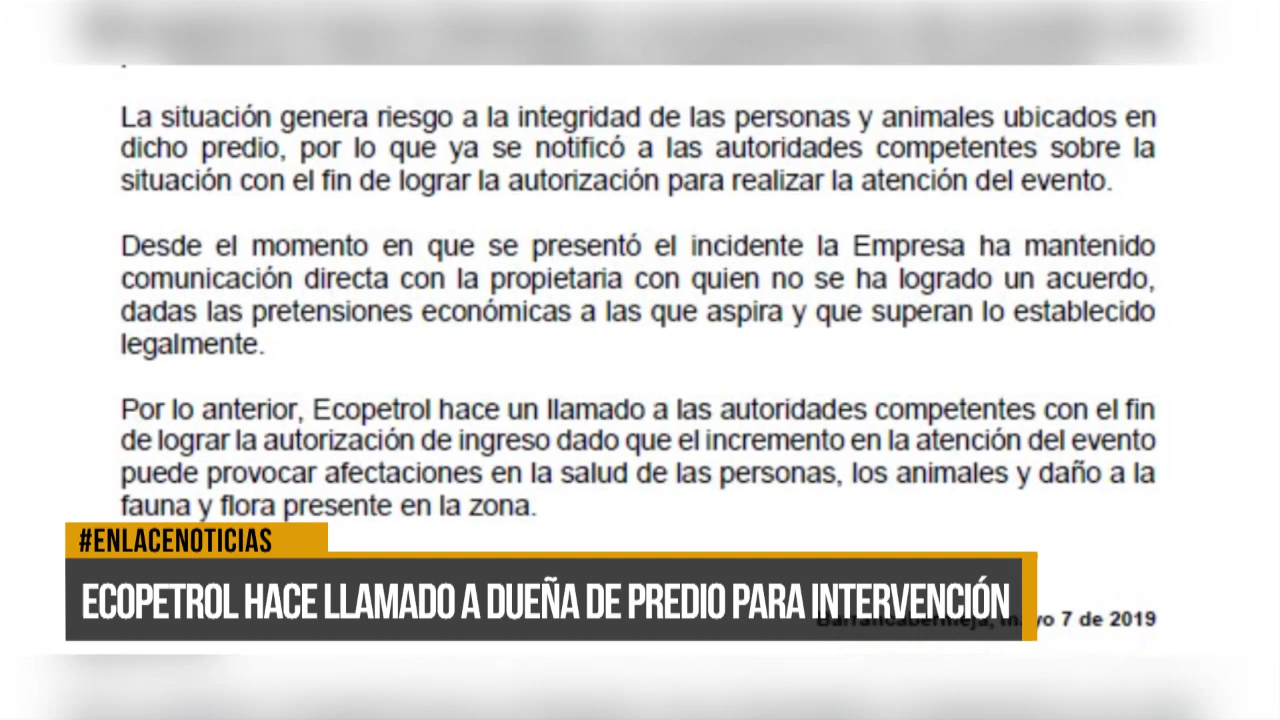 La situación genera riesgo a la integridad de las personas y animales ubicados en
dicho predio, por lo que ya se notificó a las autoridades competentes sobre la
situación con el fin de lograr la autorización para realizar la atención del evento.
Desde el momento en que se presentó el incidente la Empresa ha mantenido
comunicación directa con la propietaria con quien no se ha logrado un acuerdo,
dadas las pretensiones económicas a las que aspira y que superan lo establecido
legalmente.
Por lo anterior, Ecopetrol hace un llamado a las autoridades competentes con el fin
de lograr la autorización de ingreso dado que el incremento en la atención del evento
puede provocar afectaciones en la salud de las personas, los animales y daño a la
fauna y flora presente en la zona.
#ENLACENOTICIAS
ECOPETROL HACE LLAMADO A DUEÑA DE PREDIO PARA INTERVENCIÓN
Barrancabermeja, mayo 7 de 2019